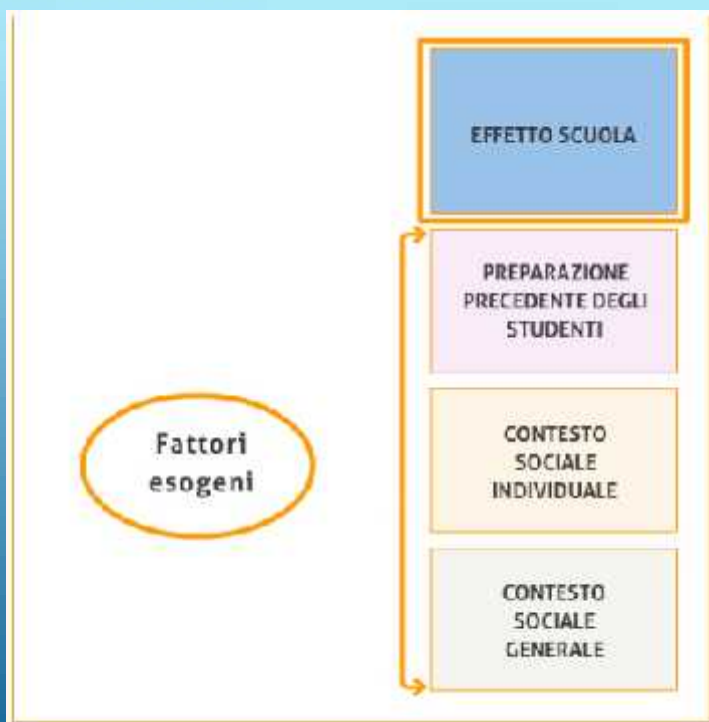 EFFETTO SCUOLA
PREPARAZIONE
PRECEDENTE DEGLI
STUDENTI
Fattori
esogeni
CONTESTO
SOCIALE
INDIVIDUALE
CONTESTO
SOCIALE
GENERALE